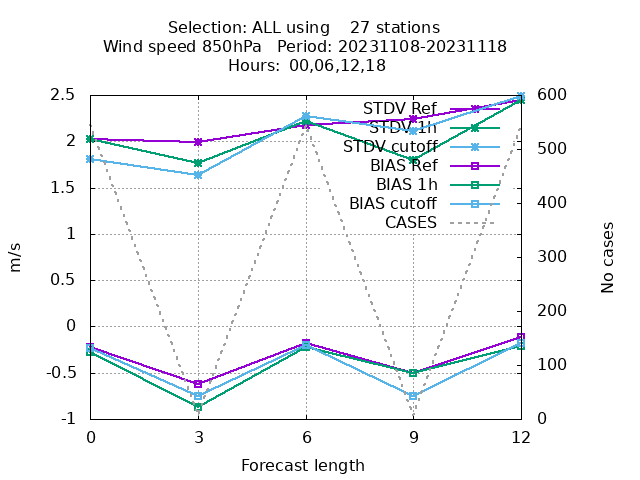 Selection: ALL using    27 stations
Wind speed 850hPa   Period: 20231108-20231118
Hours:  00,06,12,18
2.5
2
1.5
1
0.5
0
-0.5
-1
m/s
STDV Ref
STDV 1h
STDV cutoff
BIAS Ref
BIAS 1h
BIAS cutoff
CASES
600
500
400
300
200
100
0
No cases
0 3 6 9 12
Forecast length